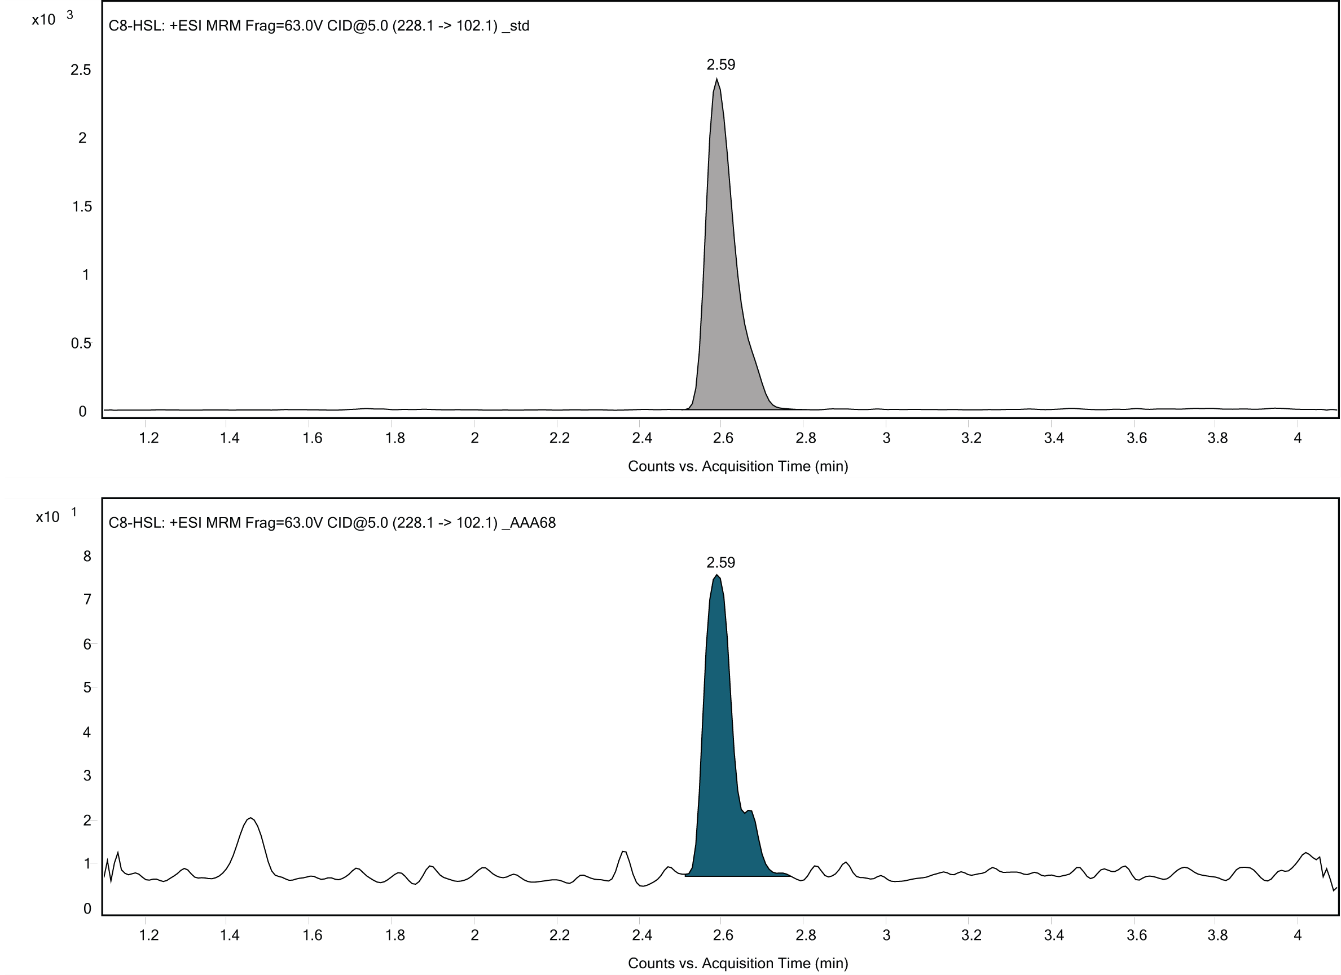 x10 3
C8-HSL: +ESI MRM Frag=63.0V CID@5.0 (228.1 -> 102.1) _std
2.59
2.5
2
1.5
1
0.5
0
1.2 1.4 1.6 1.8 2 2.2 2.4 2.6 2.8 3 3.2 3.4 3.6 3.8 4
Counts vs. Acquisition Time (min)
x10 1
C8-HSL: +ESI MRM Frag=63.0V CID@5.0 (228.1 -> 102.1) _AAA68
2.59
8
7
6
5
4
3
2
1
0
1.2 1.4 1.6 1.8 2 2.2 2.4 2.6 2.8 3 3.2 3.4 3.6 3.8 4
Counts vs. Acquisition Time (min)